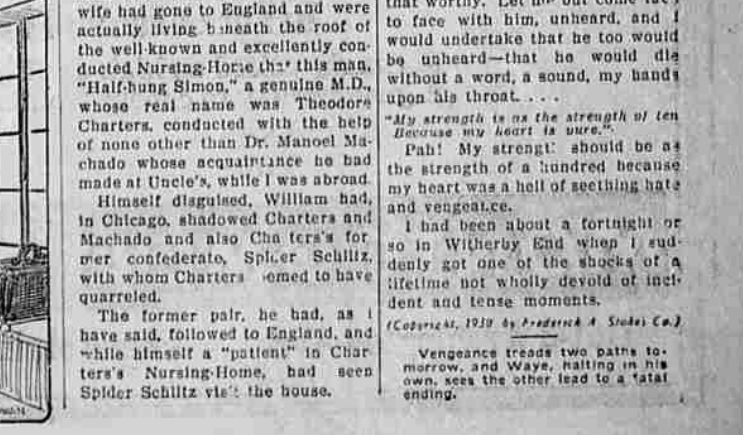 wife had gone to England and were
actually living beneath the roof of
the well-known and excellently con-
ducted Nursing-Home that this man,
"Half-hung Simon," a genuine M.D.,
whose real name was Theodore
Charters, conducted with the help
of none other than Dr. Manoel Ma-
chado whose acquaintance he had
made at Uncle's, while I was abroad.
Himself disguised, William had,
in Chicago, shadowed Charters and
Machado and also Cha ters's for
mer confederate, Spider Schlitz,
with whom Charters emed to have
quarreled.
The former pair, he had, as I
have said, followed to England, and
while himself a "patient" in Char
ters's Nursing-Home, had seen
Spider Schlitz visit the house.
that worthy. Let but come
to face with him, unheard, and I
would undertake that he too would
be unheard—that he would die
without a word, a sound, my hands
upon his throat. . . .
"My strength is as the strength of ten
Because my heart is pure."
Pah! My strength should be as
the strength of a hundred because
my heart was a hell of seething hate
and vengeance.
I had been about a fortnight or
so in Witherby End when I sud-
denly got one of the shocks of a
lifetime not wholly devoid of inci-
dent and tense moments.
(Copyright, 1930 by Frederick A Stokes Co.)
Vengeance treads two paths to-
morrow, and Waye, halting in his
own, sees the other lead to a fatal
ending.